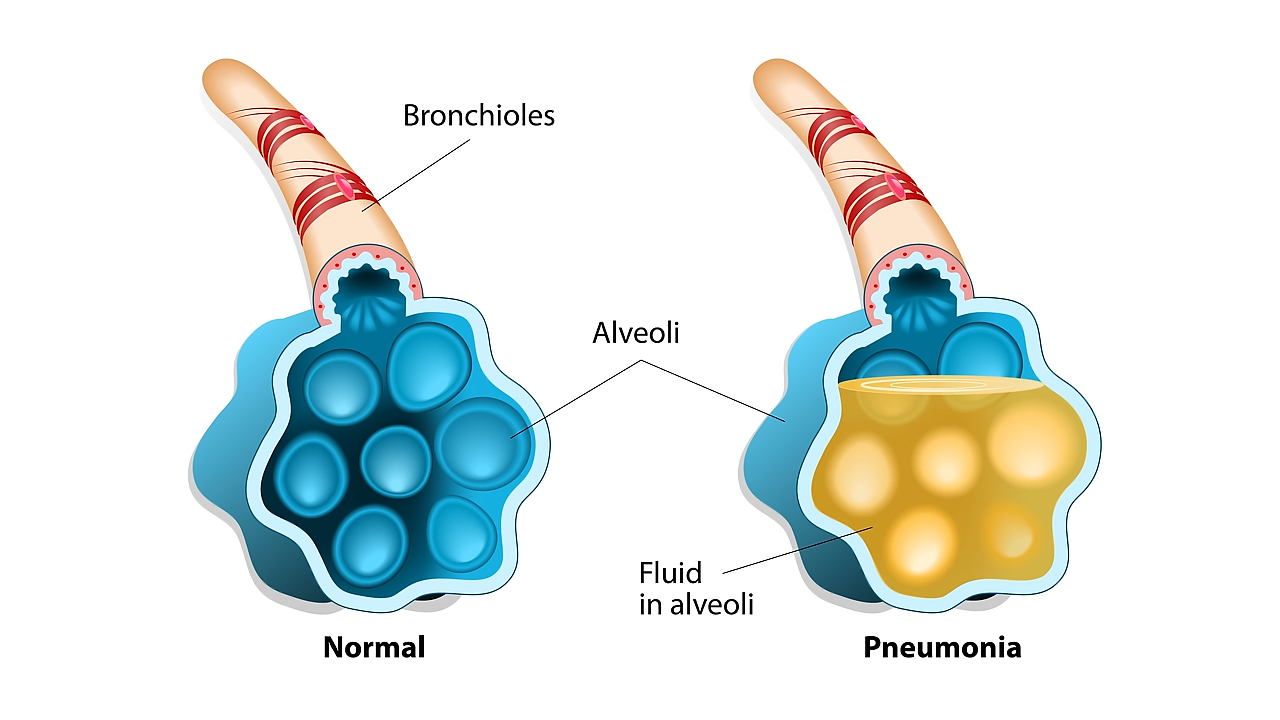 Bronchioles
Alveoli
Fluid
in alveoli
Normal
Pneumonia